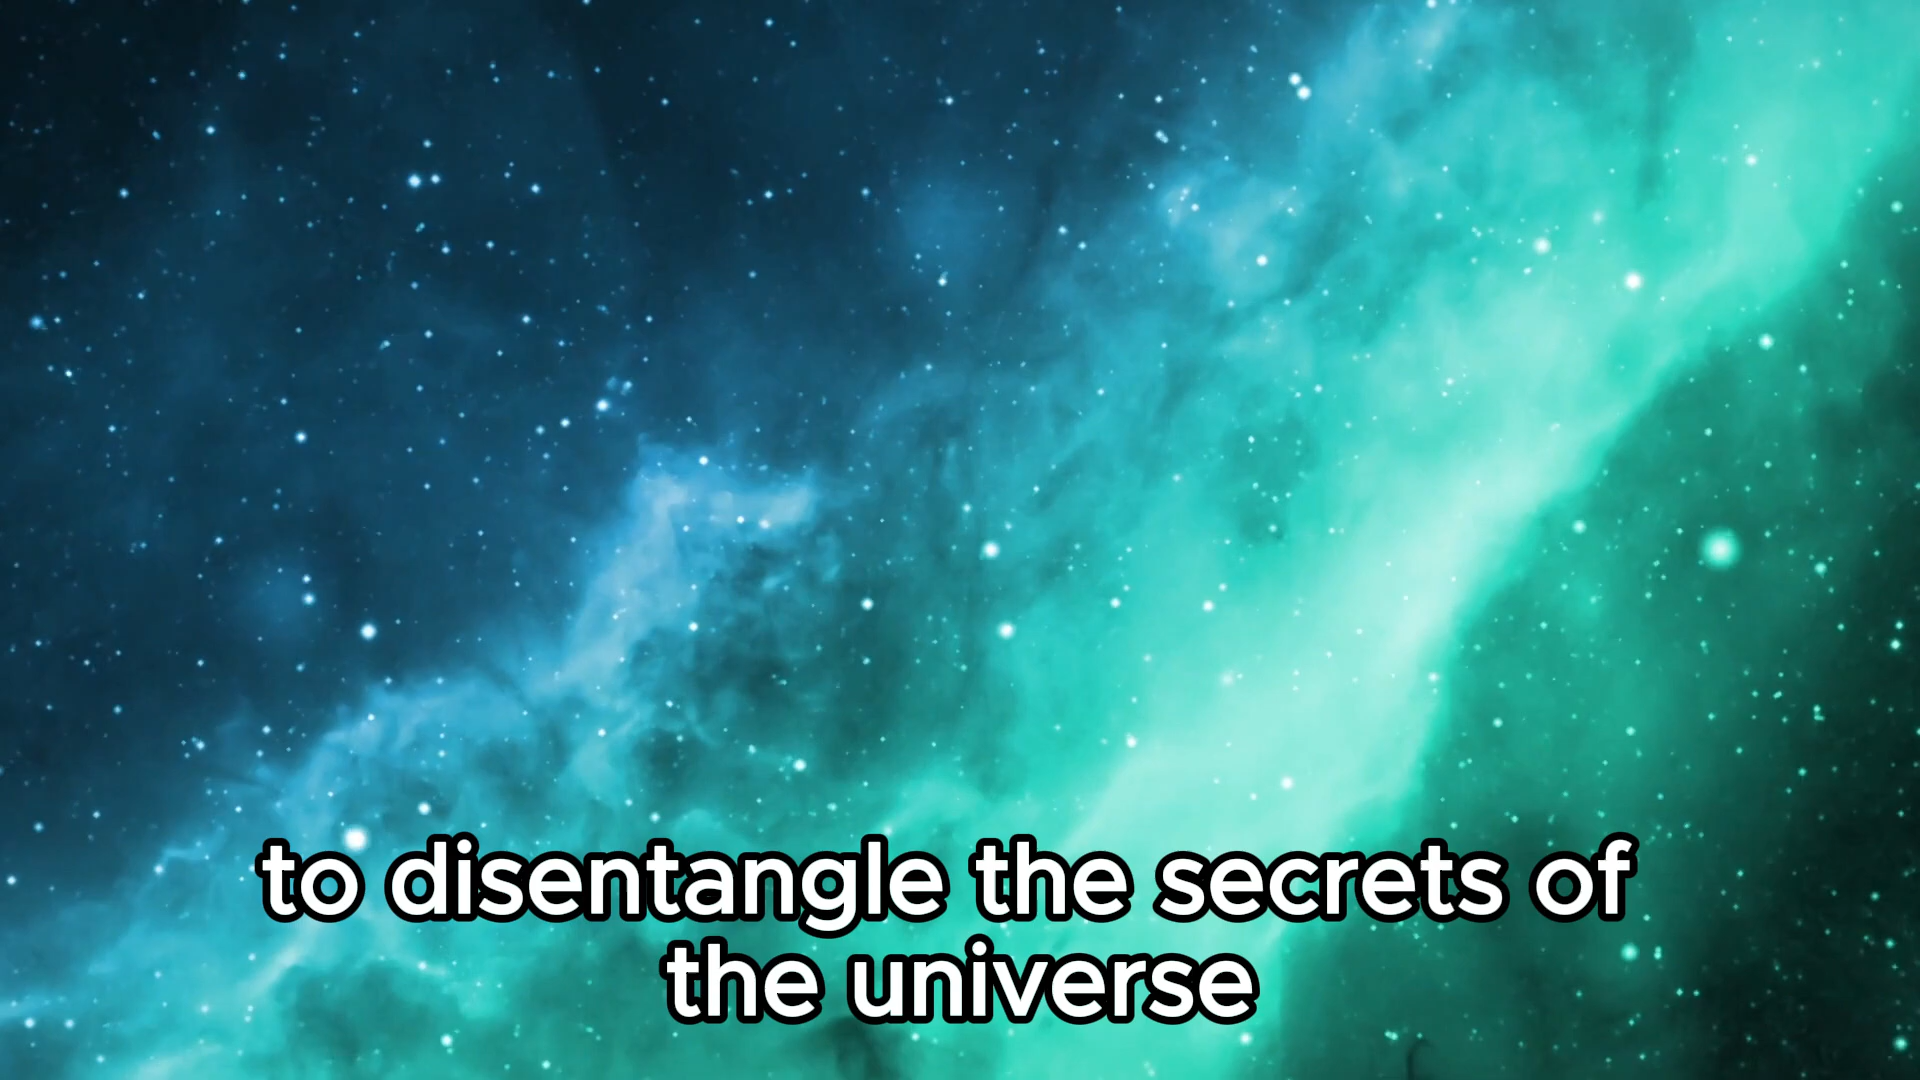 to disentangle the secrets of
the universe